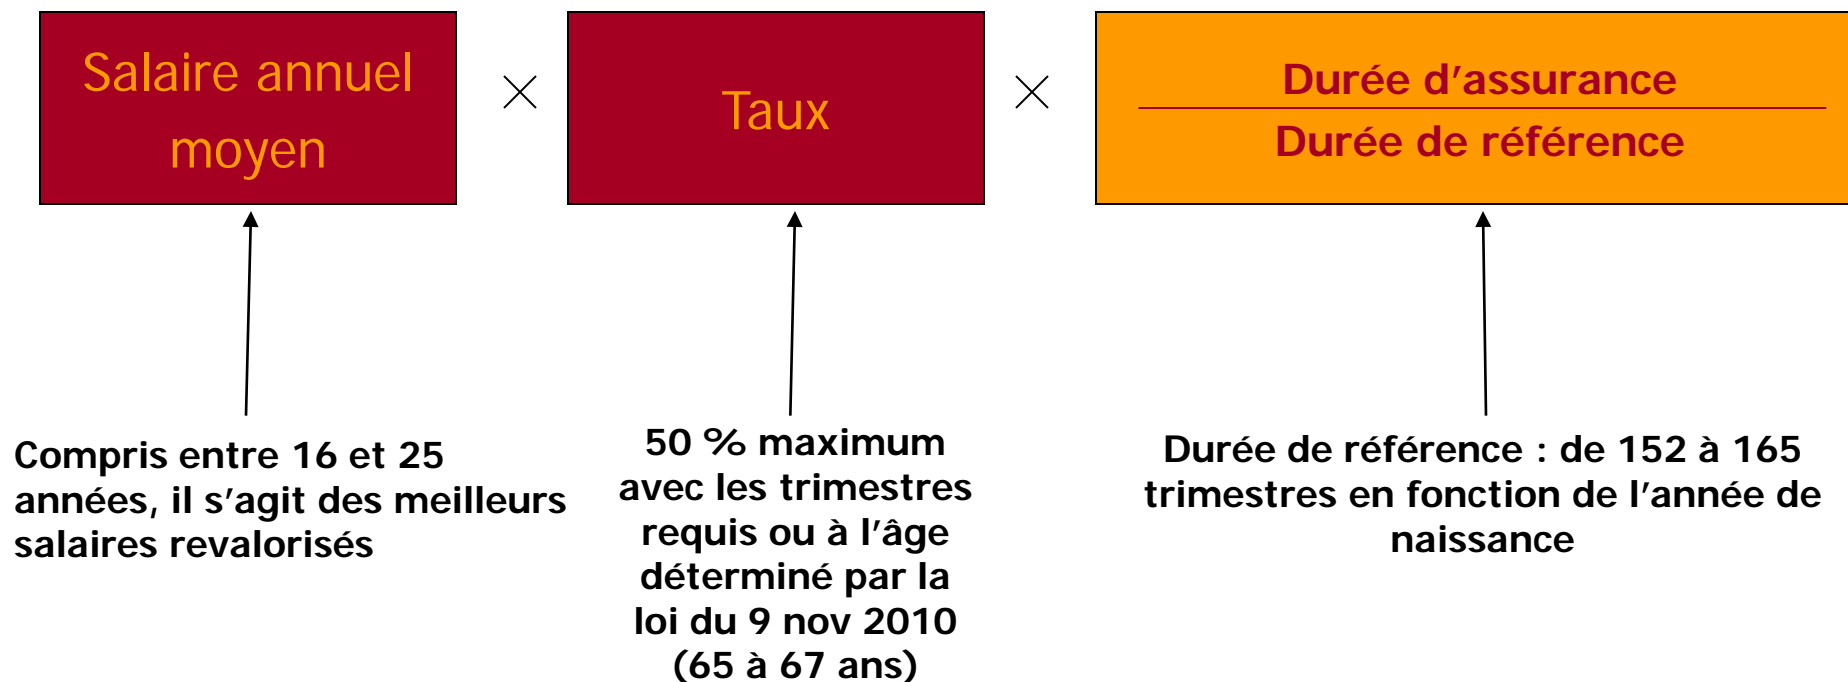 Salaire annuel
moyen
×
Taux
×
Durée d'assurance
Durée de référence
Compris entre 16 et 25
années, il s'agit des meilleurs
salaires revalorisés
50 % maximum
avec les trimestres
requis ou à l'âge
déterminé par la
loi du 9 nov 2010
(65 à 67 ans)
Durée de référence : de 152 à 165
trimestres en fonction de l'année de
naissance